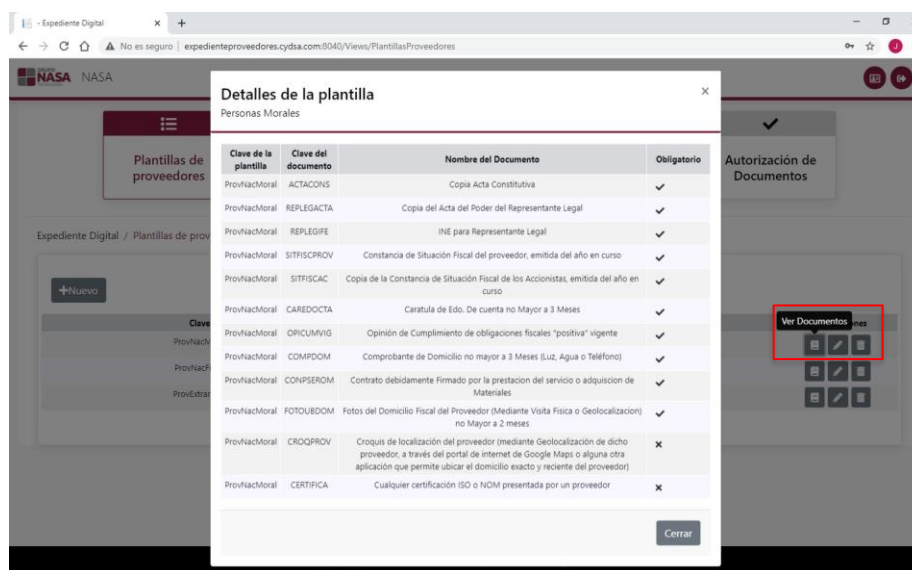 - Expediente Digital
No es seguro | expedienteproveedores.cydsa.com:8040/Views/PlantillasProveedores
J
GRUPO
NASA NASA
Plantillas de
proveedores
Autorización de
Documentos
Expediente Digital / Plantillas de prov
+Nuevo
Clave
ProvNacM
ProvNacF
ProvExtrar
Ver Documentos
nes
Detalles de la plantilla
Personas Morales
Clave de la plantilla Clave del documento Nombre del Documento Obligatorio
ProvNacMoral ACTACONS Copia Acta Constitutiva
ProvNacMoral REPLEGACTA Copia del Acta del Poder del Representante Legal
ProvNacMoral REPLEGIFE INE para Representante Legal
ProvNacMoral SITFISCPROV Constancia de Situación Fiscal del proveedor, emitida del año en curso
ProvNacMoral SITFISCAC Copia de la Constancia de Situación Fiscal de los Accionistas, emitida del año en
curso
ProvNacMoral CAREDOCTA Caratula de Edo. De cuenta no Mayor a 3 Meses
ProvNacMoral OPICUMVIG Opinión de Cumplimiento de obligaciones fiscales "positiva" vigente
ProvNacMoral COMPDOM Comprobante de Domicilio no mayor a 3 Meses (Luz, Agua o Teléfono)
ProvNacMoral CONPSEROM Contrato debidamente Firmado por la prestacion del servicio o adquision de
Materiales
ProvNacMoral FOTOUBDOM Fotos del Domicilio Fiscal del Proveedor (Mediante Visita Fisica o Geolocalizacion)
no Mayor a 2 meses
ProvNacMoral CROQPROV Croquis de localización del proveedor (mediante Geolocalización de dicho
proveedor, a través del portal de internet de Google Maps o alguna otra
aplicación que permite ubicar el domicilio exacto y reciente del proveedor)
ProvNacMoral CERTIFICA Cualquier certificación ISO o NOM presentada por un proveedor
Cerrar